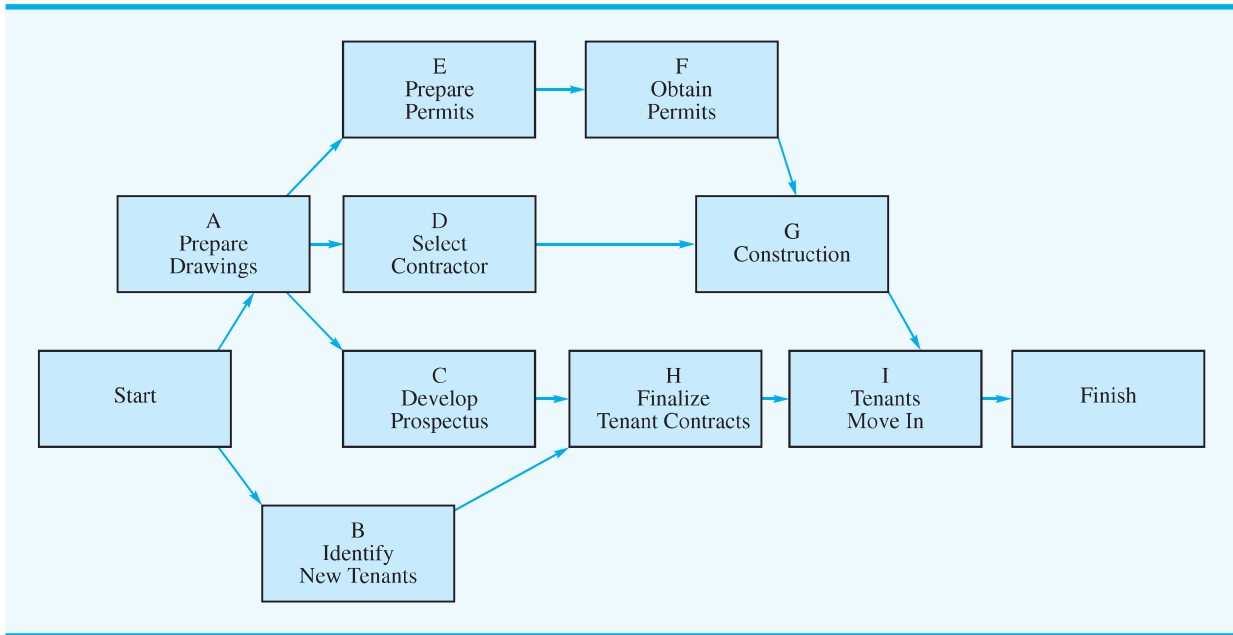 E
Prepare
Permits
F
Obtain
Permits
A
Prepare
Drawings
D
Select
Contractor
G
Construction
Start
C
Develop
Prospectus
H
Finalize
Tenant Contracts
I
Tenants
Move In
Finish
B
Identify
New Tenants